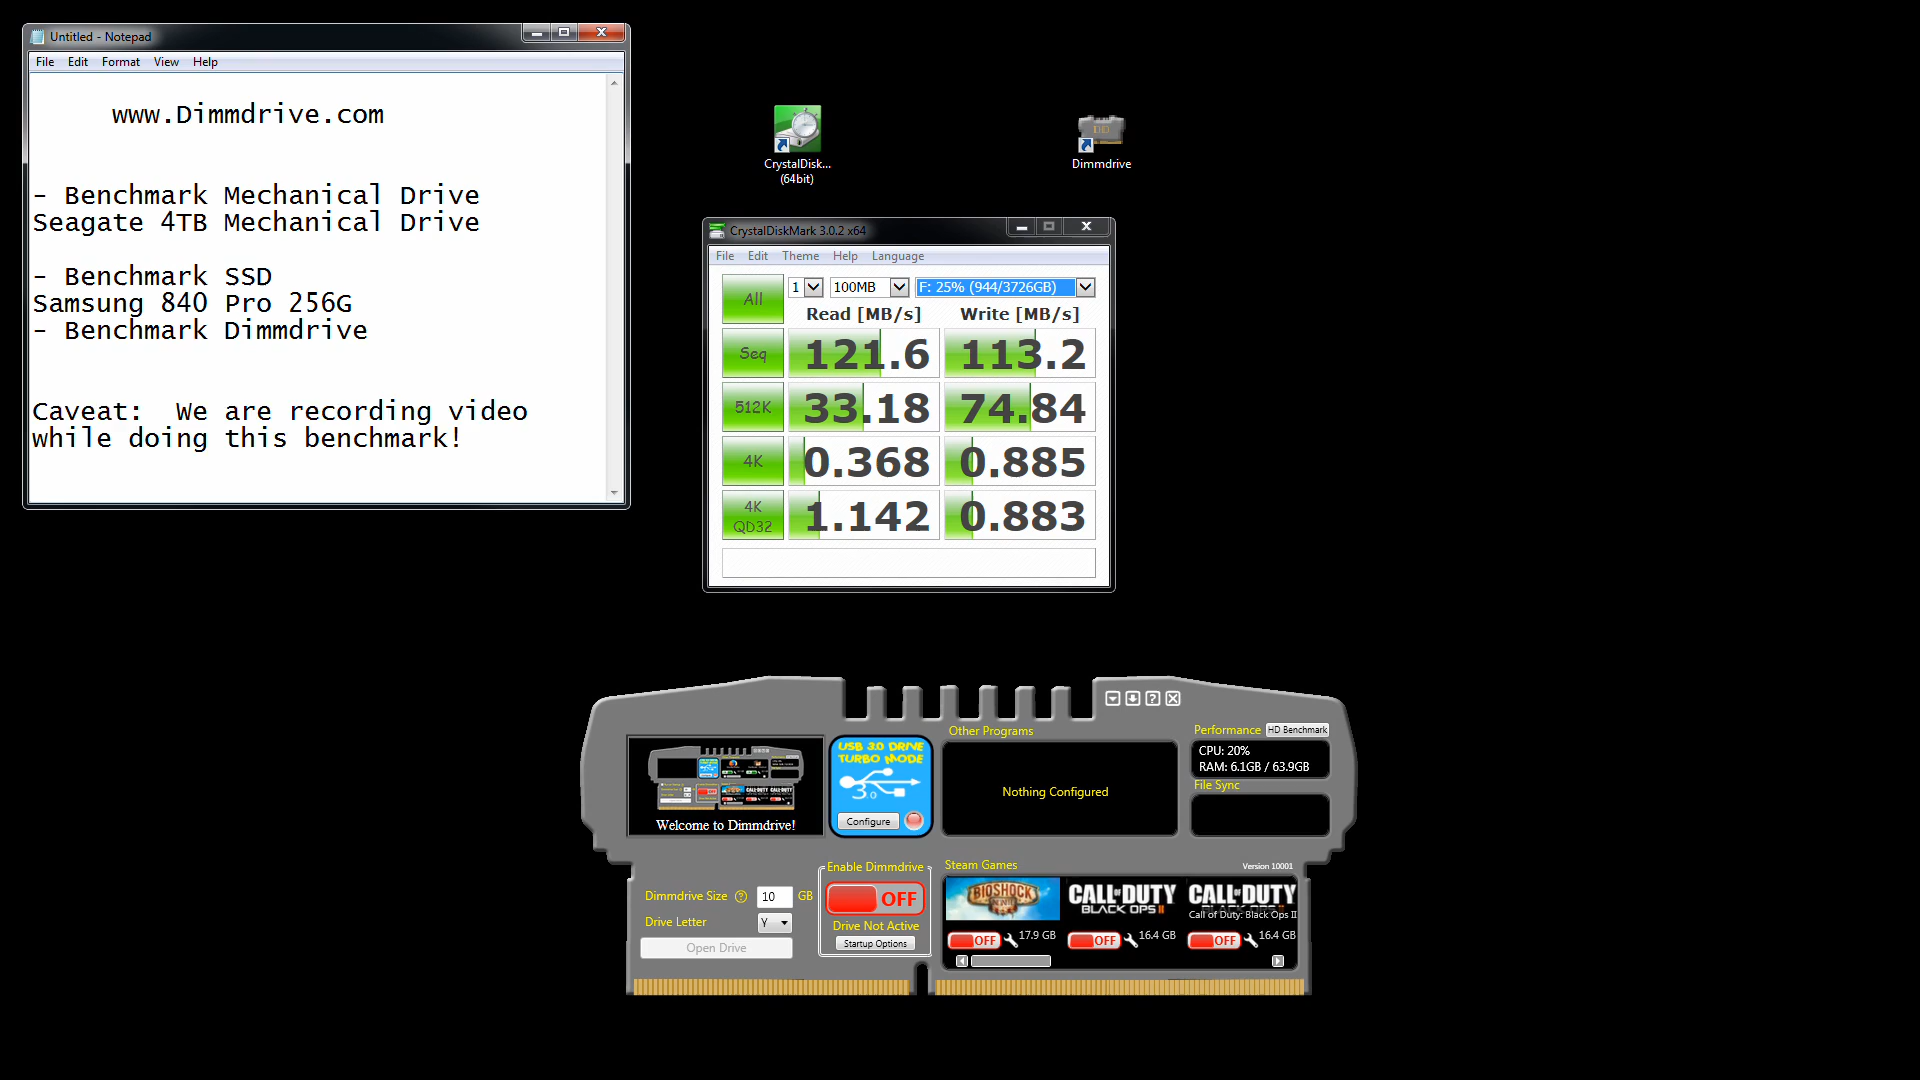 Untitled - Notepad
File Edit Format View Help
www.Dimmdrive.com
- Benchmark Mechanical Drive
Seagate 4TB Mechanical Drive
- Benchmark SSD
Samsung 840 Pro 256G
- Benchmark Dimmdrive
Caveat: We are recording video
while doing this benchmark!
CrystalDisk...
(64bit)
Dimmdrive
CrystalDiskMark 3.0.2 x64
File Edit Theme Help Language
All 1 100MB F: 25% (944/3726GB)
Read [MB/s] Write [MB/s]
Seq 121.6 113.2
512K 33.18 74.84
4K 0.368 0.885
4K
QD32 1.142 0.883
Welcome to Dimmdrive!
USB 3.0 DRIVE
TURBO MODE
3.0
Configure
Other Programs
Nothing Configured
Performance HD Benchmark
CPU: 20%
RAM: 6.1GB / 63.9GB
File Sync
Dimmdrive Size ? 10 GB
Drive Letter Y
Open Drive
Enable Dimmdrive
OFF
Drive Not Active
Startup Options
Steam Games Version 10001
BIOSHOCK
CALL OF DUTY
BLACK OPS II
CALL OF DUTY
BLACK OPS II
Call of Duty: Black Ops II
OFF 17.9 GB OFF 16.4 GB OFF 16.4 GB